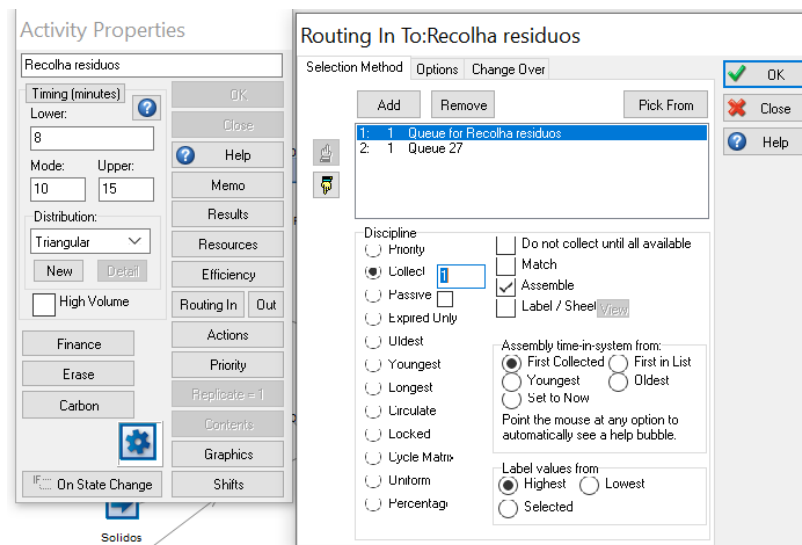 Activity Properties
Recolha residuos
Timing (minutes)
Lower:
8
Mode:
Upper:
10
15
Distribution:
Triangular
New
Detail
High Volume
Finance
Erase
Carbon
IF
On State Change
OK
Close
Help
Memo
Results
Resources
Efficiency
Routing In
Out
Actions
Priority
Replicate = 1
Contents
Graphics
Shifts
Solidos
Routing In To:Recolha residuos
Selection Method
Options
Change Over
Add
Remove
Pick From
1: 1 Queue for Recolha residuos
2: 1 Queue 27
Discipline
Priority
Collect
1
Passive
Expired Only
Oldest
Youngest
Longest
Circulate
Locked
Cycle Matrix
Uniform
Percentag
Do not collect until all available
Match
Assemble
Label / Sheet
View
Assembly time-in-system from:
First Collected
First in List
Youngest
Oldest
Set to Now
Point the mouse at any option to
automatically see a help bubble.
Label values from
Highest
Lowest
Selected
OK
Close
Help